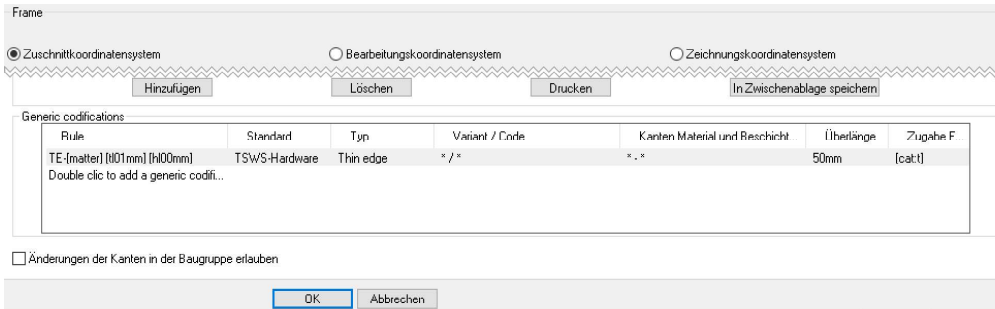 Frame
Zuschnittkoordinatensystem Bearbeitungskoordinatensystem Zeichnungskoordinatensystem
Hinzufügen Löschen Drucken In Zwischenablage speichern
Generic codifications
Rule Standard Typ Variant / Code Kanten Material und Beschicht... Überlänge Zugabe F...
TE-[matter] [tl01mm] [hl00mm] TSWS-Hardware Thin edge * / * * - * 50mm [cat:t]
Double clic to add a generic codifi...
Änderungen der Kanten in der Baugruppe erlauben
OK Abbrechen